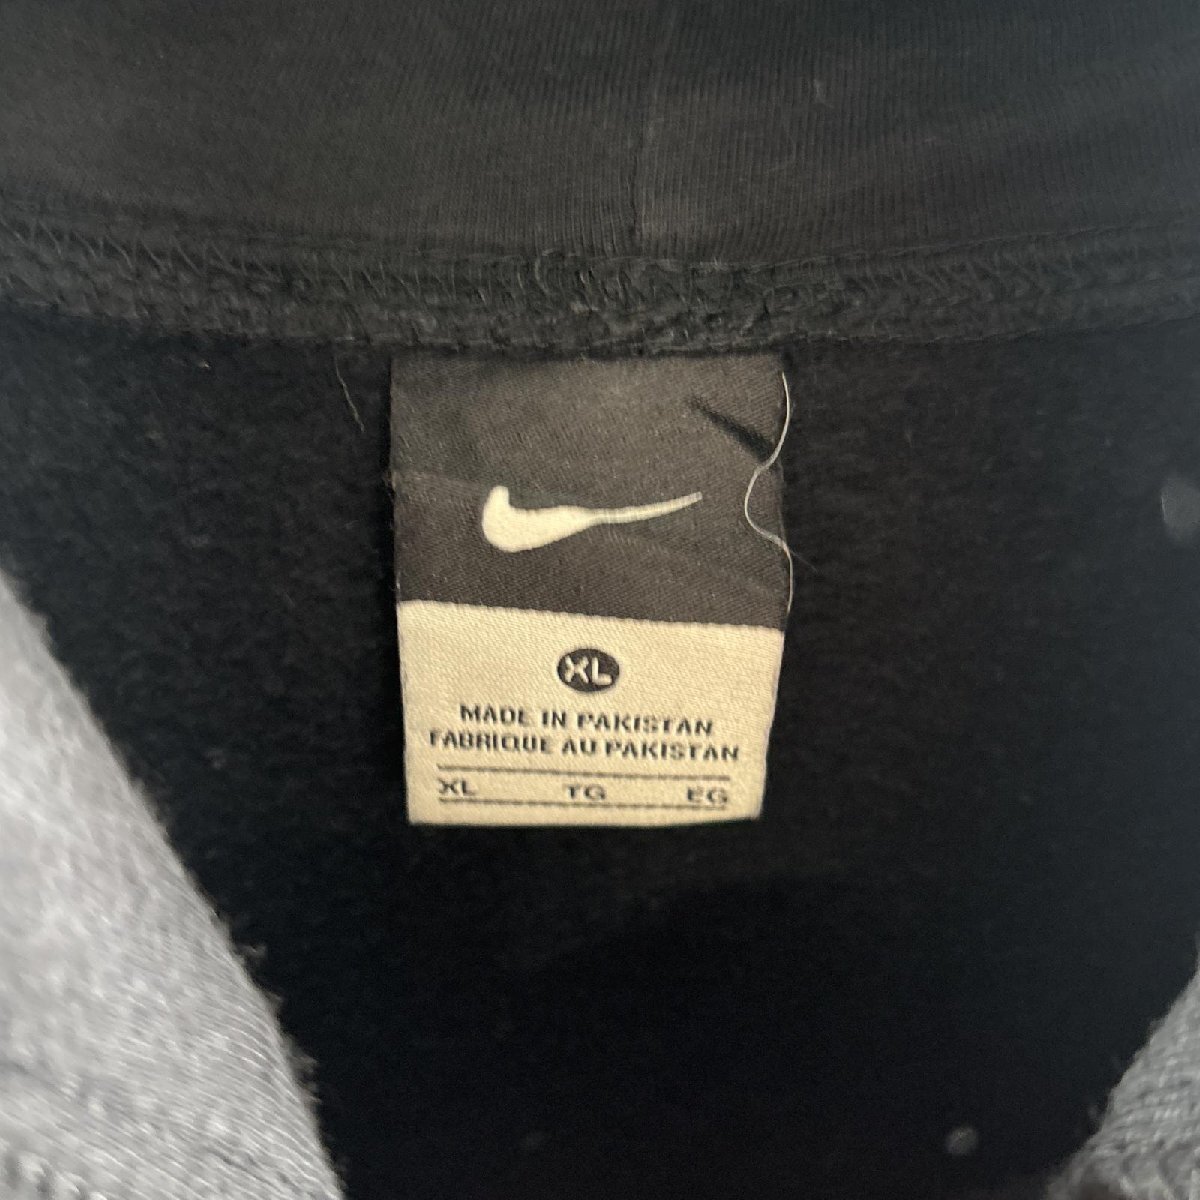 XL
MADE IN PAKISTAN
FABRIQUE AU PAKISTAN
XL TG EG